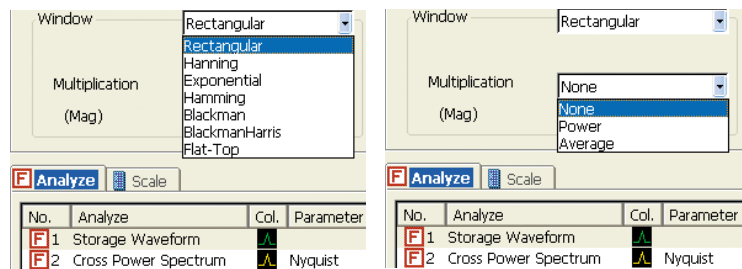 Window Rectangular
Rectangular
Hanning
Exponential
Multiplication Hamming
(Mag) Blackman
BlackmanHarris
Flat-Top
F Analyze Scale
No. Analyze Col. Parameter
F 1 Storage Waveform
F 2 Cross Power Spectrum Nyquist
Window Rectangular
Multiplication None
(Mag) None
Power
Average
F Analyze Scale
No. Analyze Col. Parameter
F 1 Storage Waveform
F 2 Cross Power Spectrum Nyquist